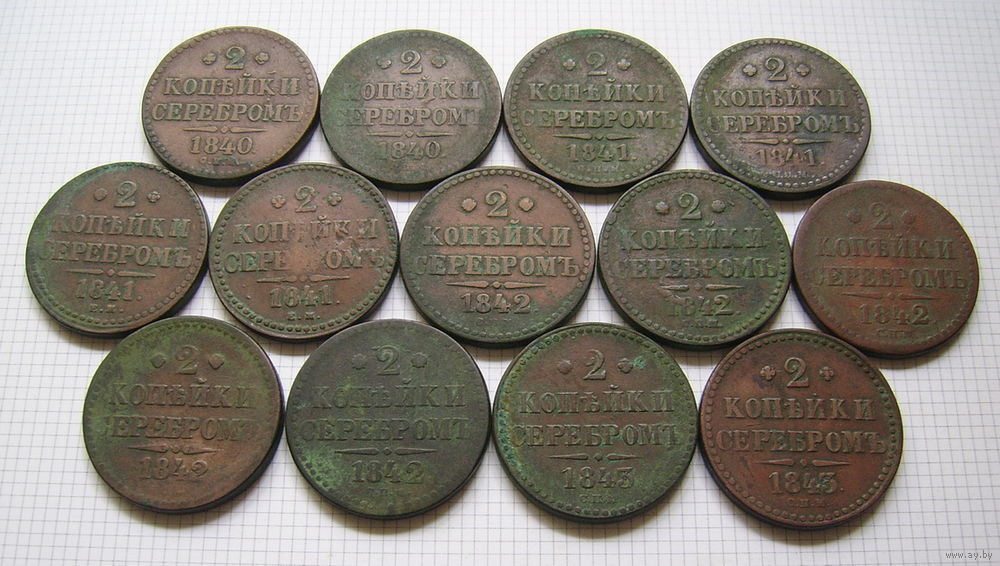 2
КОПѢЙКИ
СЕРЕБРОМЪ
1840.
2
КОПѢЙКИ
СЕРЕБРОМЪ
1840.
2
КОПѢЙКИ
СЕРЕБРОМЪ
1841.
2
КОПѢЙКИ
СЕРЕБРОМЪ
1841.
С.П.М.
2
КОПѢЙКИ
СЕРЕБРОМЪ
1841.
Е.М.
2
КОПѢЙКИ
СЕРЕБРОМЪ
1841.
Е.М.
2
КОПѢЙКИ
СЕРЕБРОМЪ
1842.
2
КОПѢЙКИ
СЕРЕБРОМЪ
1842
2
КОПѢЙКИ
СЕРЕБРОМЪ
1842
2
КОПѢЙКИ
СЕРЕБРОМЪ
1842
2
КОПѢЙКИ
СЕРЕБРОМЪ
1842
2
КОПѢЙКИ
СЕРЕБРОМЪ
1843
2
КОПѢЙКИ
СЕРЕБРОМЪ
1843.
www.ay.by